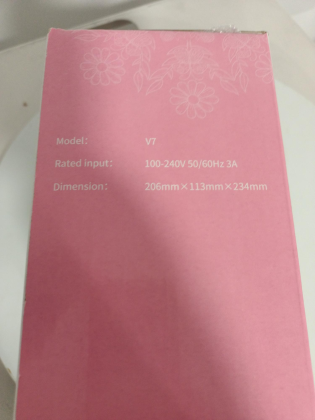 Model: V7
Rated input: 100-240V 50/60Hz 3A
Dimension: 206mm×113mm×234mm